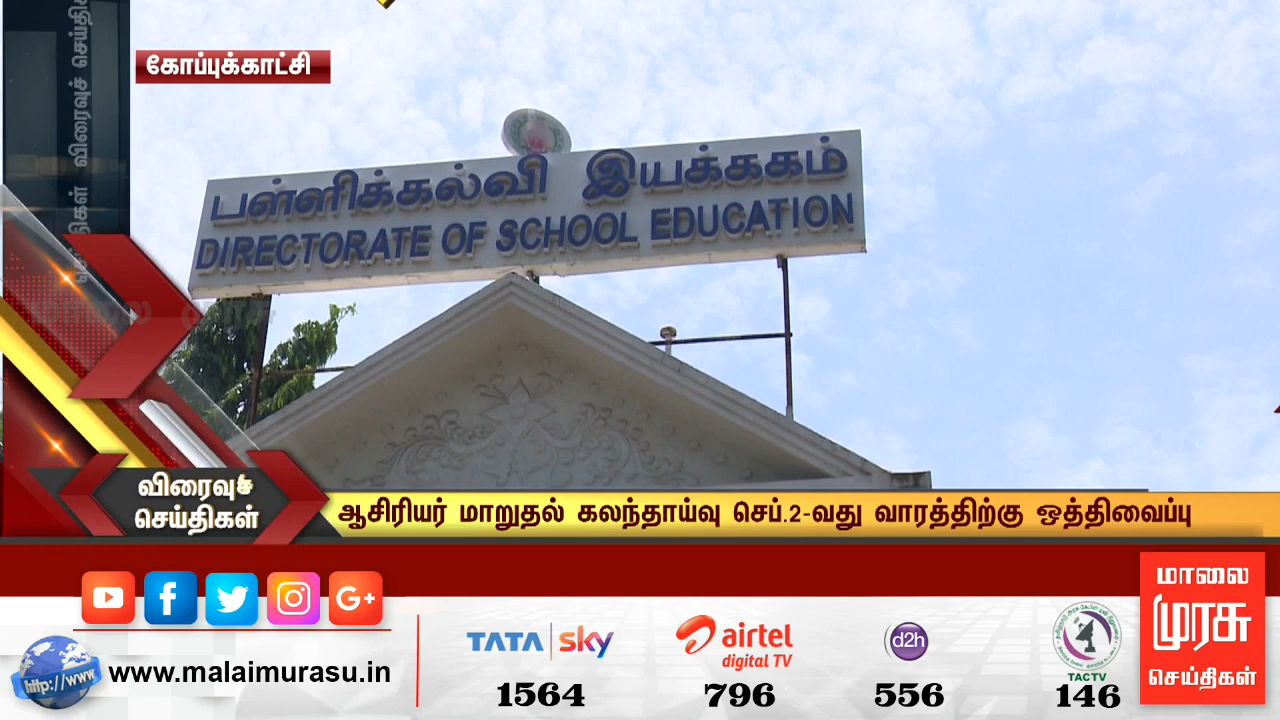 விரைவுச் செய்திகள்
கோப்புக்காட்சி
பள்ளிக்கல்வி இயக்ககம்
DIRECTORATE OF SCHOOL EDUCATION
விரைவுச்
செய்திகள்
ஆசிரியர் மாறுதல் கலந்தாய்வு செப்.2-வது வாரத்திற்கு ஒத்திவைப்பு
மாலை
முரசு
செய்திகள்
G+
http://www
www.malaimurasu.in
TATA sky
1564
airtel
digital TV
796
d2h
556
TACTV
146